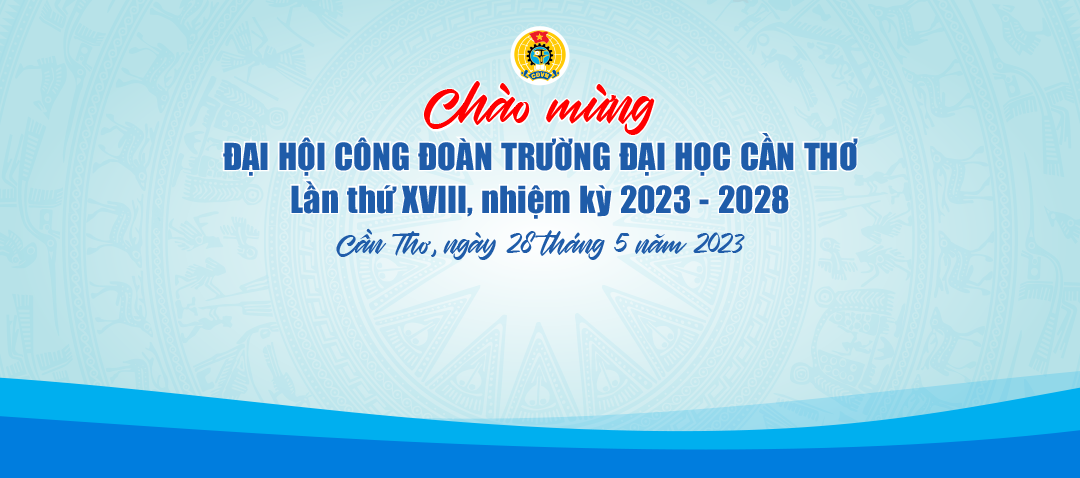 CĐVN
Chào mừng
ĐẠI HỘI CÔNG ĐOÀN TRƯỜNG ĐẠI HỌC CẦN THƠ
Lần thứ XVIII, nhiệm kỳ 2023 - 2028
Cần Thơ, ngày 28 tháng 5 năm 2023